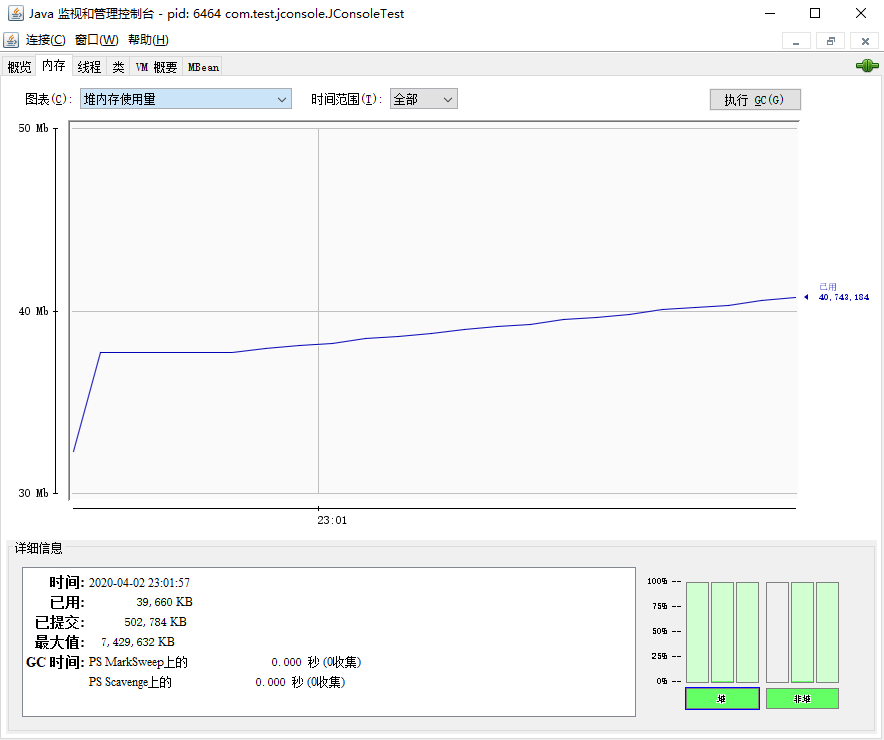 Java 监视和管理控制台 - pid: 6464 com.test.jconsole.JConsoleTest
连接(C) 窗口(W) 帮助(H)
概览 内存 线程 类 VM 概要 MBean
图表(C): 堆内存使用量 时间范围(I): 全部 执行 GC(G)
50 Mb
已用
40,743,184
40 Mb
30 Mb
23:01
详细信息
时间: 2020-04-02 23:01:57
已用: 39,660 KB
已提交: 502,784 KB
最大值: 7,429,632 KB
GC 时间: PS MarkSweep上的 0.000 秒 (0收集)
PS Scavenge上的 0.000 秒 (0收集)
100% --
75% --
50% --
25% --
0% --
堆 非堆